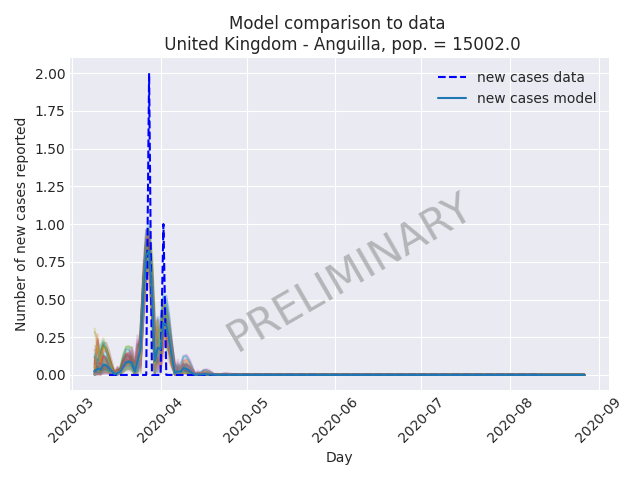 Model comparison to data
United Kingdom - Anguilla, pop. = 15002.0
new cases data
new cases model
Number of new cases reported
2.00
1.75
1.50
1.25
1.00
0.75
0.50
0.25
0.00
PRELIMINARY
2020-03
2020-04
2020-05
2020-06
2020-07
2020-08
2020-09
Day